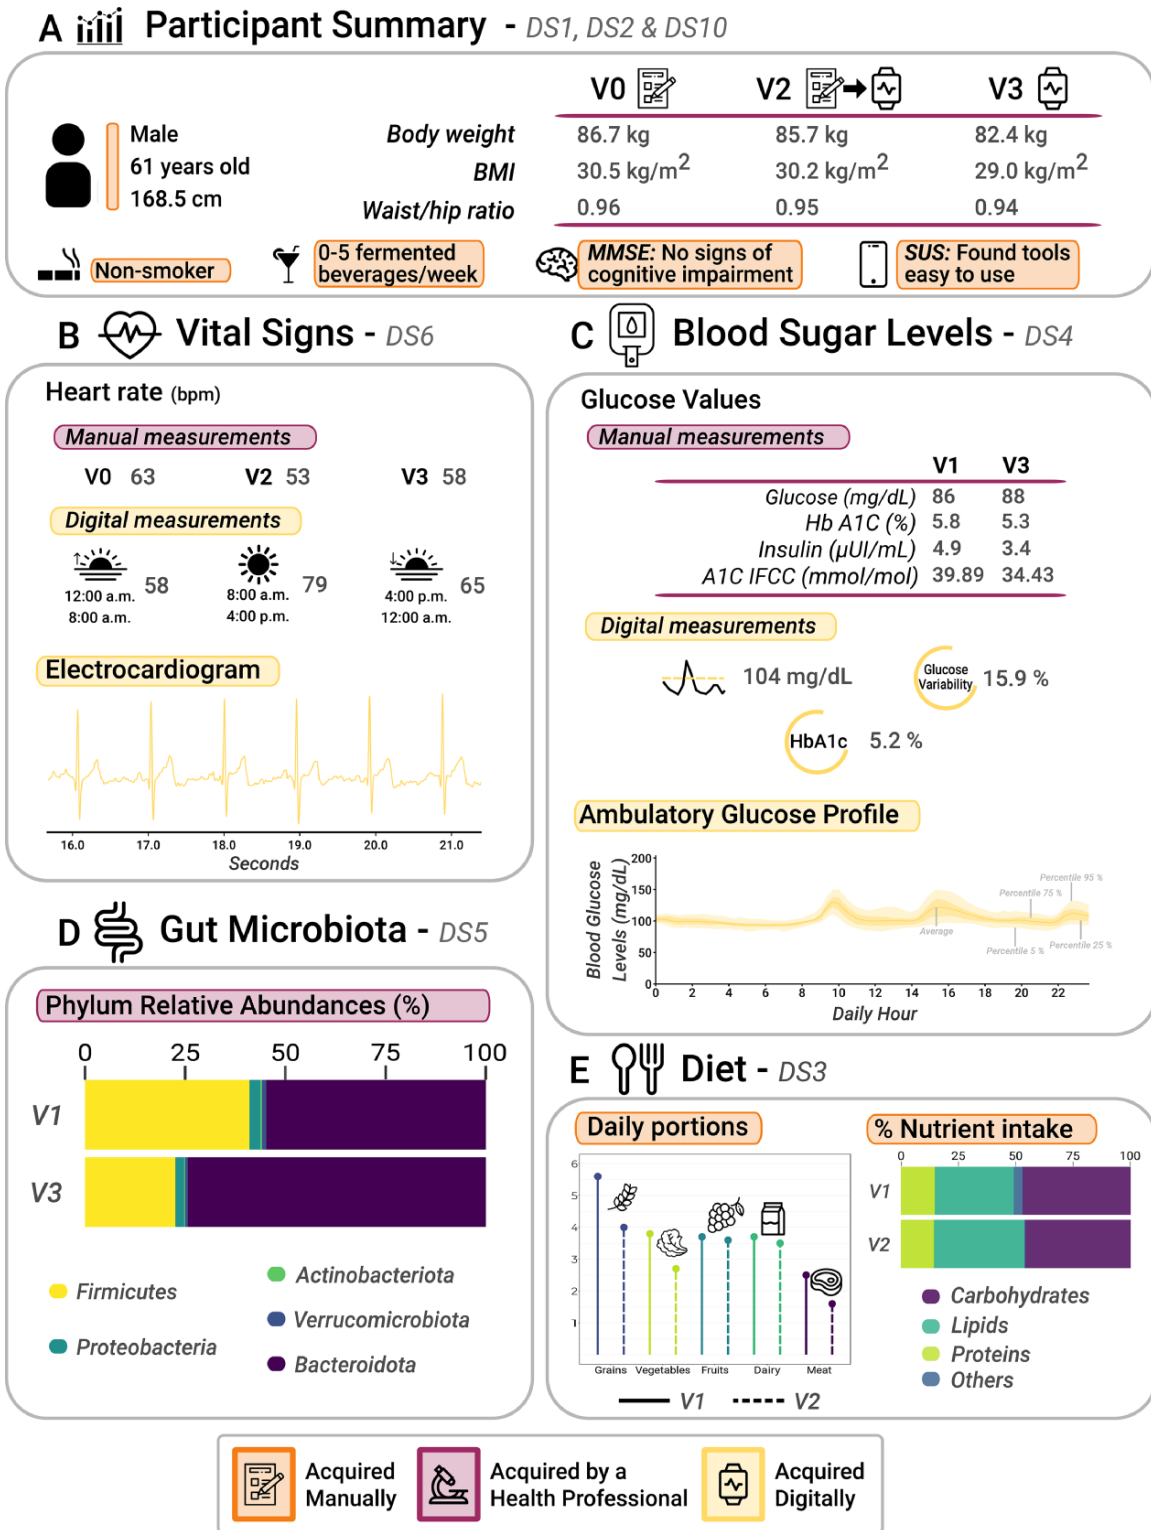 A Participant Summary - DS1, DS2 & DS10
V0 V2 V3
Male
61 years old
168.5 cm
Body weight 86.7 kg 85.7 kg 82.4 kg
BMI 30.5 kg/m2 30.2 kg/m2 29.0 kg/m2
Waist/hip ratio 0.96 0.95 0.94
Non-smoker
0-5 fermented
beverages/week
MMSE: No signs of
cognitive impairment
SUS: Found tools
easy to use
B Vital Signs - DS6
Heart rate (bpm)
Manual measurements
V0 63 V2 53 V3 58
Digital measurements
12:00 a.m.
8:00 a.m.
58
8:00 a.m.
4:00 p.m.
79
4:00 p.m.
12:00 a.m.
65
Electrocardiogram
16.0 17.0 18.0 19.0 20.0 21.0
Seconds
C Blood Sugar Levels - DS4
Glucose Values
Manual measurements
V1 V3
Glucose (mg/dL) 86 88
Hb A1C (%) 5.8 5.3
Insulin (µUI/mL) 4.9 3.4
A1C IFCC (mmol/mol) 39.89 34.43
Digital measurements
104 mg/dL
Glucose
Variability
15.9 %
HbA1c 5.2 %
Ambulatory Glucose Profile
Blood Glucose
Levels (mg/dL)
200
150
100
50
0
Percentile 95 %
Percentile 75 %
Average
Percentile 5 %
Percentile 25 %
0 2 4 6 8 10 12 14 16 18 20 22
Daily Hour
D Gut Microbiota - DS5
Phylum Relative Abundances (%)
0 25 50 75 100
V1
V3
Firmicutes
Proteobacteria
Actinobacteriota
Verrucomicrobiota
Bacteroidota
E Diet - DS3
Daily portions
6
5
4
3
2
1
Grains Vegetables Fruits Dairy Meat
V1 V2
% Nutrient intake
0 25 50 75 100
V1
V2
Carbohydrates
Lipids
Proteins
Others
Acquired
Manually
Acquired by a
Health Professional
Acquired
Digitally